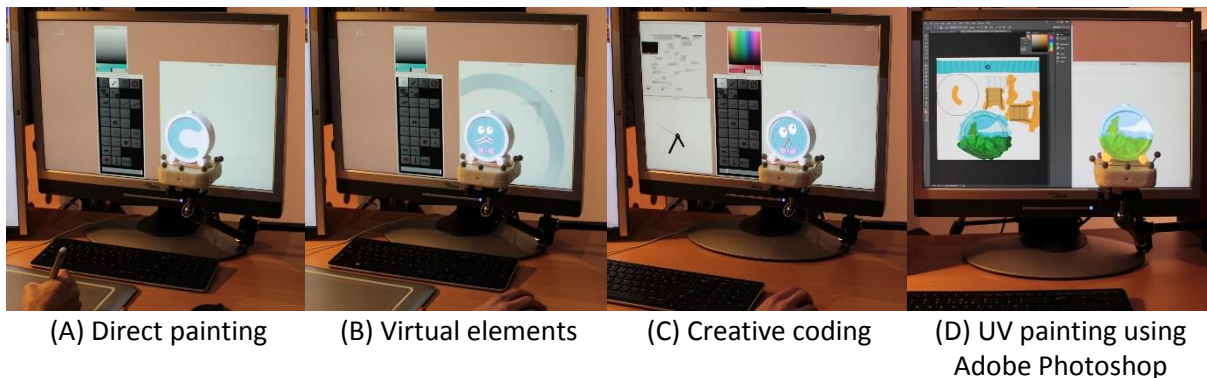 (A) Direct painting
(B) Virtual elements
(C) Creative coding
(D) UV painting using
Adobe Photoshop